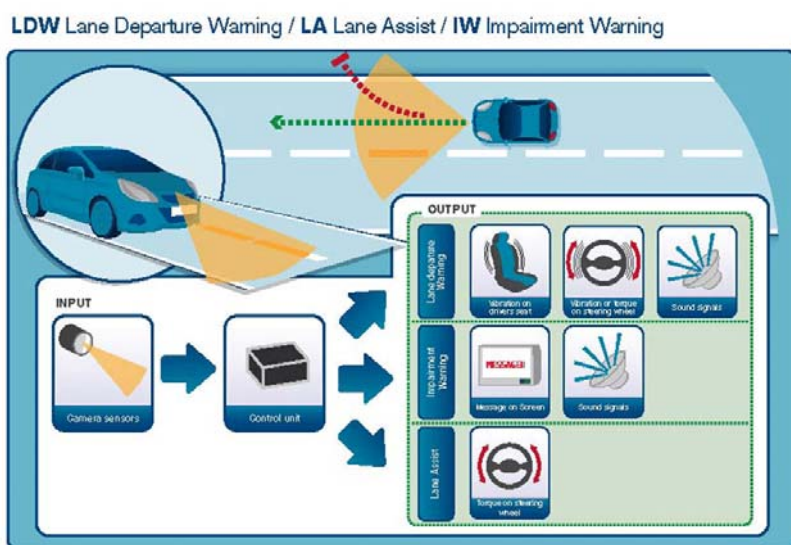 LDW Lane Departure Warning / LA Lane Assist / IW Impairment Warning
INPUT
Camera sensors
Control unit
OUTPUT
Lane departure
Warning
Vibration on
drivers seat
Vibration or Torque
on steering wheel
Sound signals
Impairment
Warning
MESSAGE!!
Message on Screen
Sound signals
Lane Assist
Torque on steering
wheel